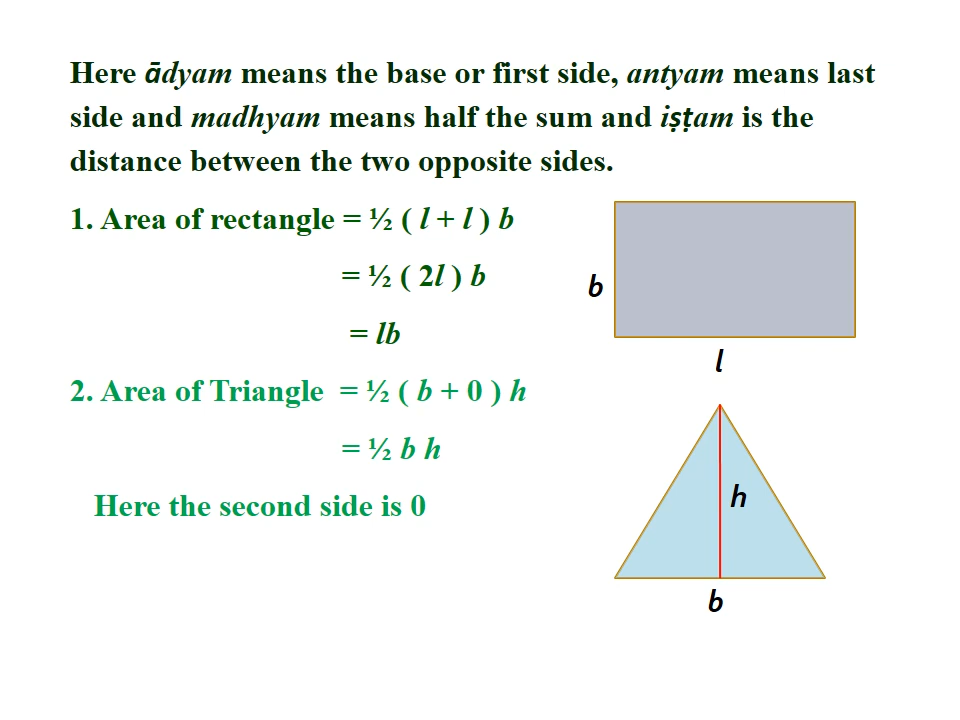 Here ādyam means the base or first side, antyam means last
side and madhyam means half the sum and iṣṭam is the
distance between the two opposite sides.
1. Area of rectangle = ½ ( l + l ) b
= ½ ( 2l ) b
= lb
b
l
2. Area of Triangle = ½ ( b + 0 ) h
= ½ b h
Here the second side is 0
h
b